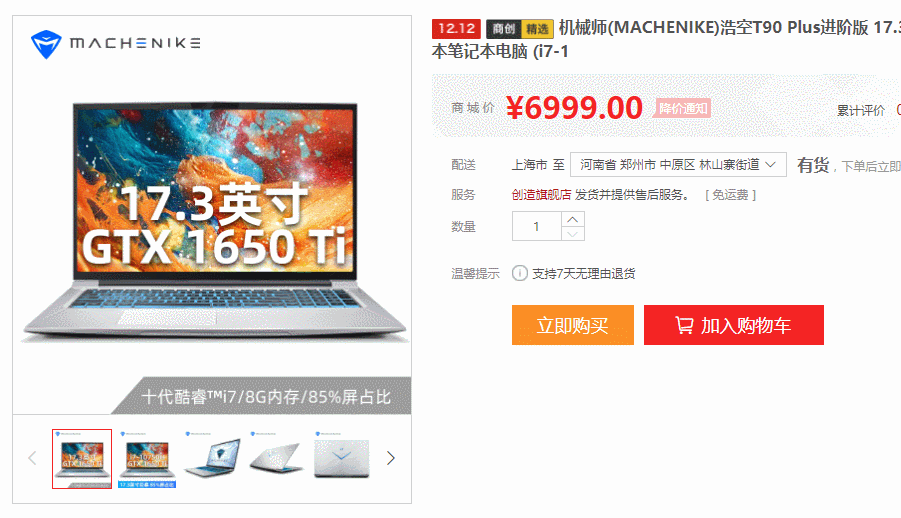 MACHENIKE
17.3英寸
GTX 1650 Ti
十代酷睿™i7/8G内存/85%屏占比
12.12 商创 精选 机械师(MACHENIKE)浩空T90 Plus进阶版 17.3
本笔记本电脑 (i7-1
商 城 价 ¥6999.00 降价通知 累计评价 0
配送 上海市 至 河南省 郑州市 中原区 林山寨街道 有货，下单后立即
服务 创造旗舰店 发货并提供售后服务。 [ 免运费 ]
数量 1
温馨提示 支持7天无理由退货
立即购买 加入购物车